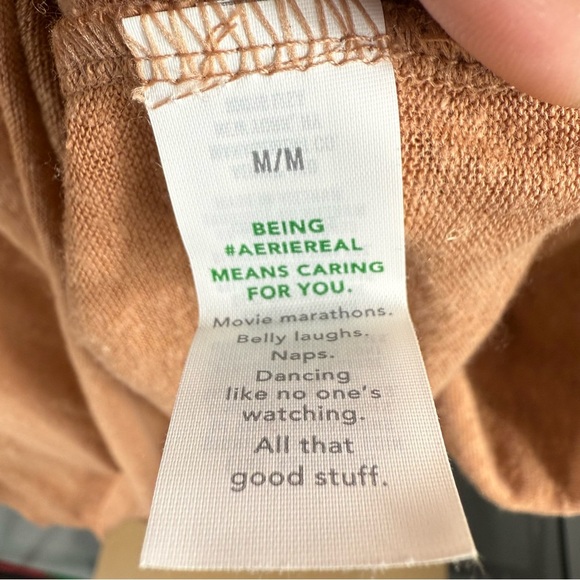 M/M
BEING
#AERIEREAL
MEANS CARING
FOR YOU.
Movie marathons.
Belly laughs.
Naps.
Dancing
like no one's
watching.
All that
good stuff.